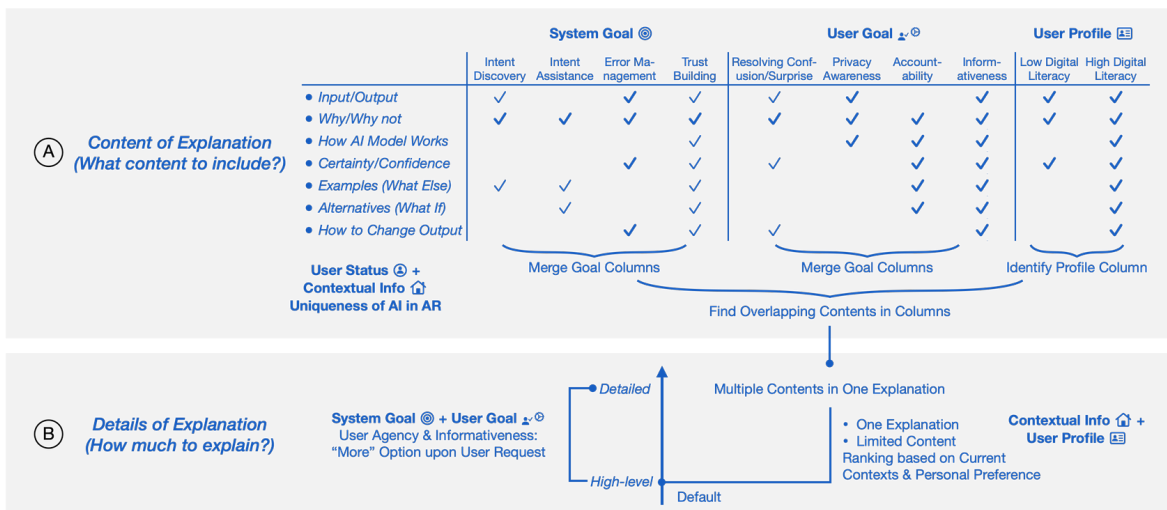 System Goal
User Goal
User Profile
Intent
Discovery
Intent
Assistance
Error Ma-
nagement
Trust
Building
Resolving Conf-
usion/Surprise
Privacy
Awareness
Account-
ability
Inform-
ativeness
Low Digital
Literacy
High Digital
Literacy
A
Content of Explanation
(What content to include?)
• Input/Output
• Why/Why not
• How AI Model Works
• Certainty/Confidence
• Examples (What Else)
• Alternatives (What If)
• How to Change Output
User Status +
Contextual Info
Uniqueness of AI in AR
Merge Goal Columns
Merge Goal Columns
Identify Profile Column
Find Overlapping Contents in Columns
B
Details of Explanation
(How much to explain?)
System Goal + User Goal
User Agency & Informativeness:
“More” Option upon User Request
Detailed
High-level
Default
Multiple Contents in One Explanation
• One Explanation
• Limited Content
Ranking based on Current
Contexts & Personal Preference
Contextual Info +
User Profile